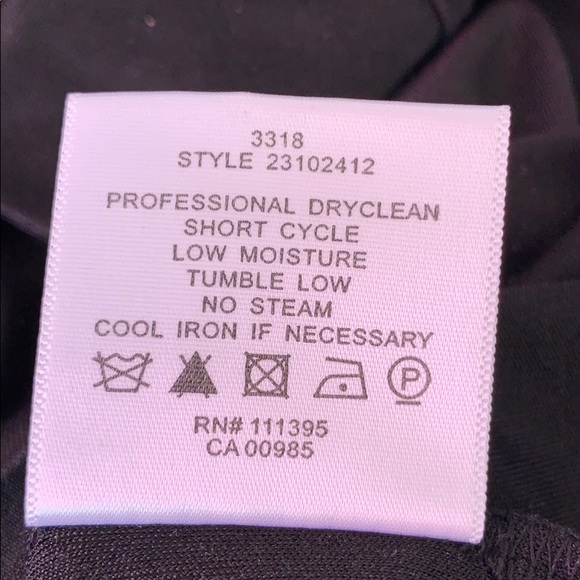 3318
STYLE 23102412
PROFESSIONAL DRYCLEAN
SHORT CYCLE
LOW MOISTURE
TUMBLE LOW
NO STEAM
COOL IRON IF NECESSARY
P
RN# 111395
CA 00985